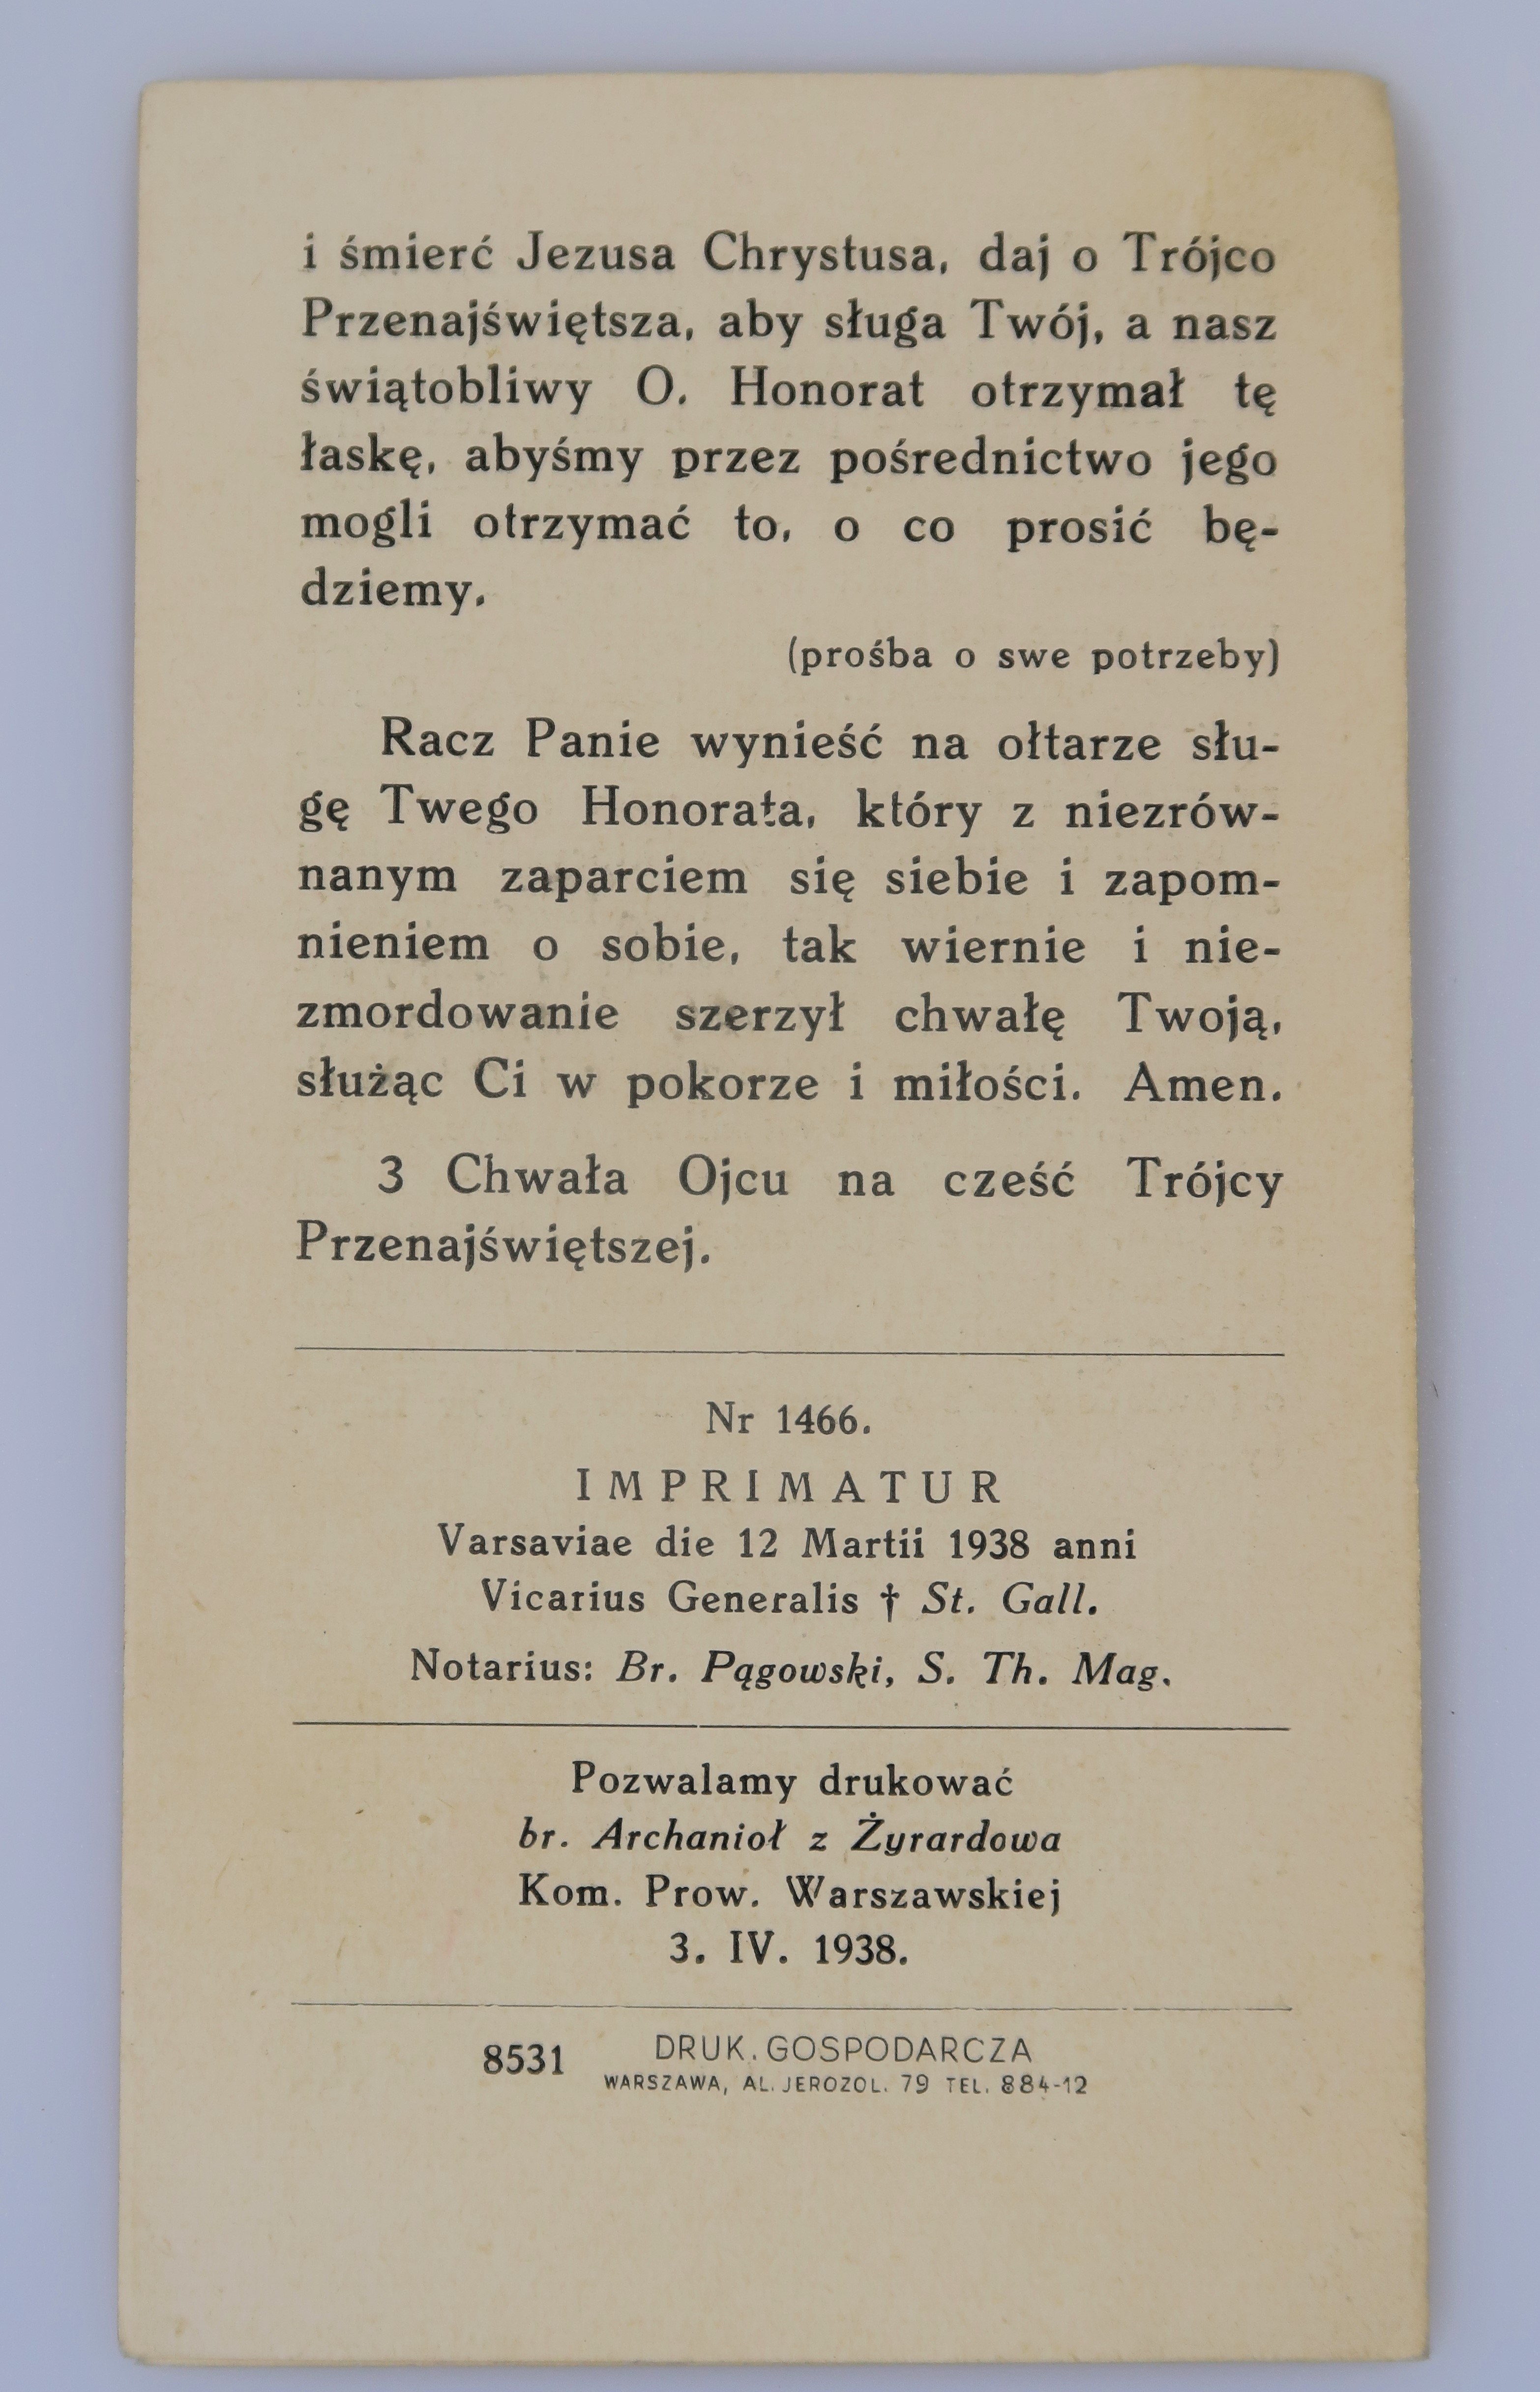 i śmierć Jezusa Chrystusa, daj o Trójco
Przenajświętsza, aby sługa Twój, a nasz
świątobliwy O. Honorat otrzymał tę
łaskę, abyśmy przez pośrednictwo jego
mogli otrzymać to, o co prosić bę-
dziemy.
(prośba o swe potrzeby)
Racz Panie wynieść na ołtarze słu-
gę Twego Honorata, który z niezrów-
nanym zaparciem się siebie i zapom-
nieniem o sobie, tak wiernie i nie-
zmordowanie szerzył chwałę Twoją,
służąc Ci w pokorze i miłości. Amen.
3 Chwała Ojcu na cześć Trójcy
Przenajświętszej.
Nr 1466.
IMPRIMATUR
Varsaviae die 12 Martii 1938 anni
Vicarius Generalis † St. Gall.
Notarius: Br. Pągowski, S. Th. Mag.
Pozwalamy drukować
br. Archanioł z Żyrardowa
Kom. Prow. Warszawskiej
3. IV. 1938.
8531 DRUK. GOSPODARCZA
WARSZAWA, AL. JEROZOL. 79 TEL. 884-12